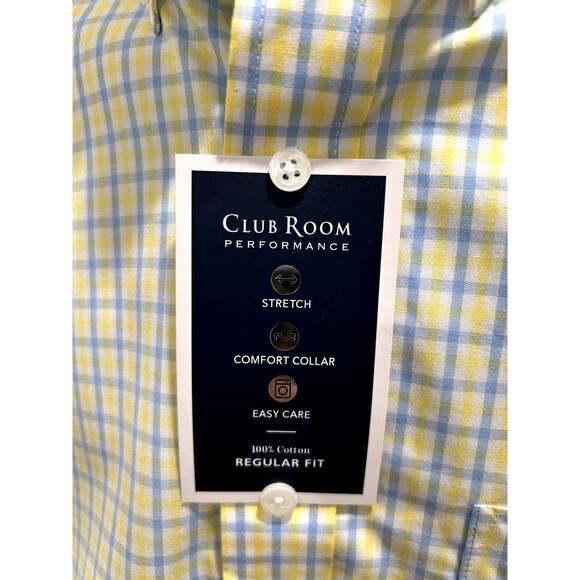 CLUB ROOM
PERFORMANCE
STRETCH
COMFORT COLLAR
EASY CARE
100% Cotton
REGULAR FIT